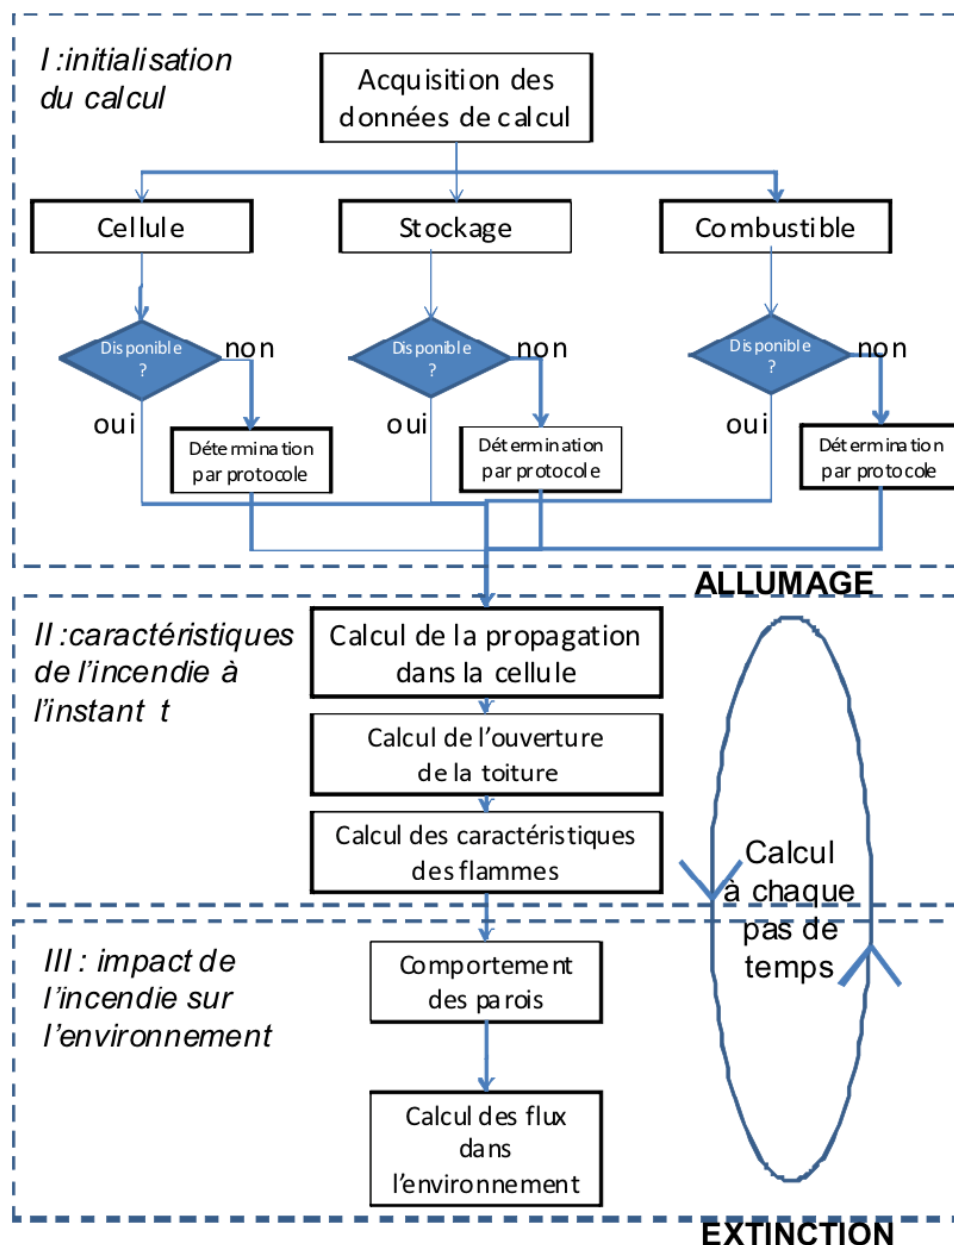 I :initialisation
du calcul
Acquisition des
données de calcul
Cellule
Stockage
Combustible
Disponible
?
non
oui
Disponible
?
non
oui
Disponible
?
non
oui
Détermination
par protocole
Détermination
par protocole
Détermination
par protocole
ALLUMAGE
II :caractéristiques
de l'incendie à
l'instant t
Calcul de la propagation
dans la cellule
Calcul de l'ouverture
de la toiture
Calcul des caractéristiques
des flammes
Calcul
à chaque
pas de
temps
III : impact de
l'incendie sur
l'environnement
Comportement
des parois
Calcul des flux
dans
l'environnement
EXTINCTION